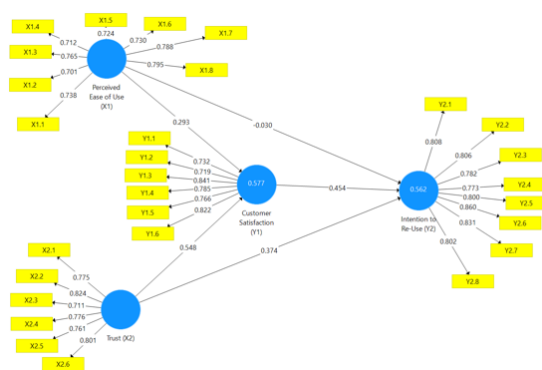 X1.5
X1.4
X1.6
0.724
X1.7
0.712
0.730
X1.3
0.788
0.765
0.795
X1.8
X1.2
0.701
0.738
Perceived
Ease of Use
(X1)
X1.1
0.293
-0.030
Y1.1
Y1.2
0.732
0.719
Y1.3
0.841
Y1.4
0.785
0.766
Y1.5
0.822
Y1.6
0.577
Customer
Satisfaction
(Y1)
0.454
Y2.1
Y2.2
0.808
0.806
Y2.3
0.782
0.773
Y2.4
0.800
Y2.5
0.860
Y2.6
0.831
Y2.7
0.802
Y2.8
0.562
Intention to
Re-Use (Y2)
0.548
0.374
X2.1
X2.2
0.775
0.824
X2.3
0.711
X2.4
0.776
X2.5
0.761
0.801
X2.6
Trust (X2)